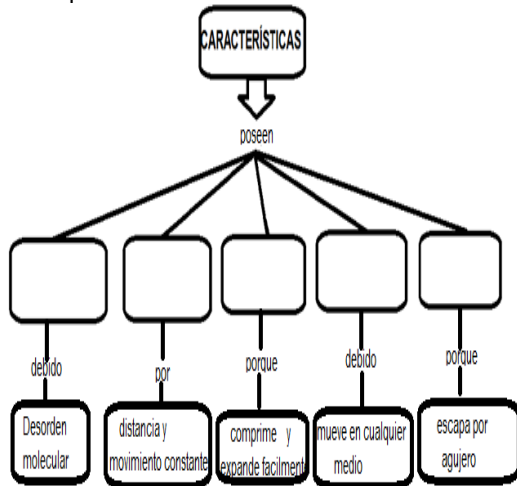 CARACTERÍSTICAS
poseen
debido
por
porque
debido
porque
Desorden
molecular
distancia y
movimiento constante
comprime y
expande facilment
mueve en cualquier
medio
escapa por
agujero